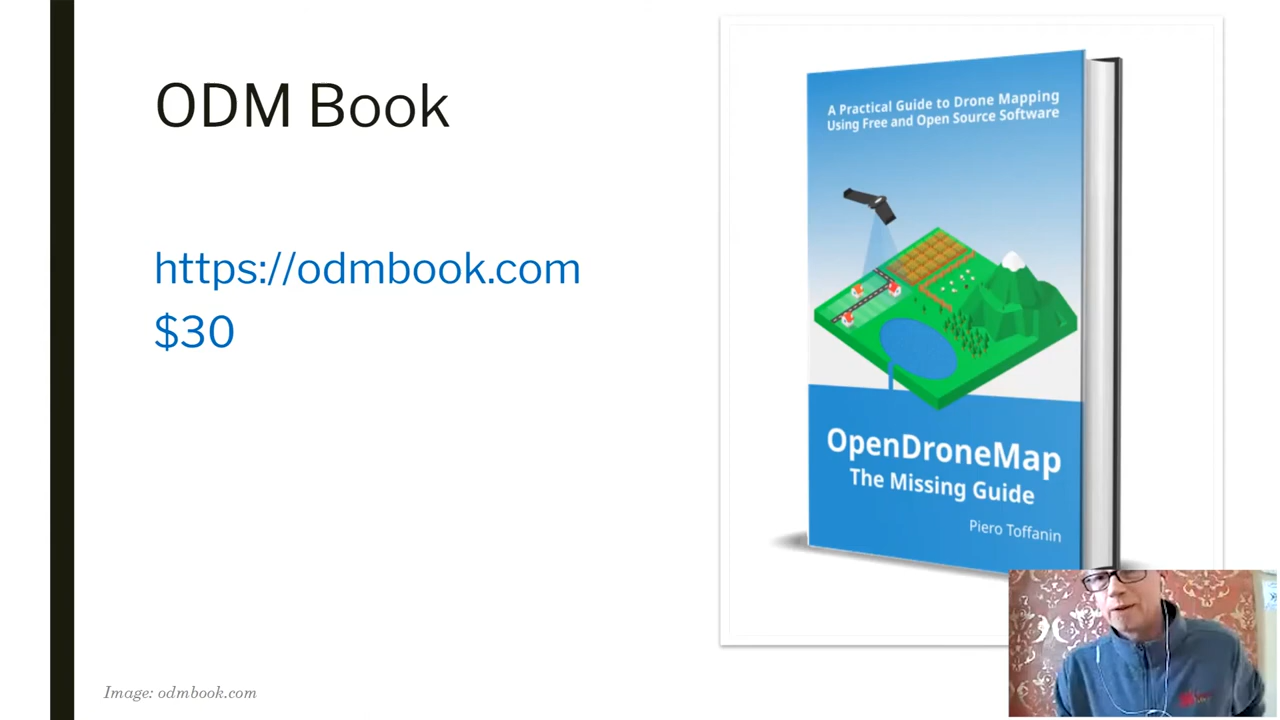 ODM Book
https://odmbook.com
$30
A Practical Guide to Drone Mapping
Using Free and Open Source Software
OpenDroneMap
The Missing Guide
Piero Toffanin
Image: odmbook.com